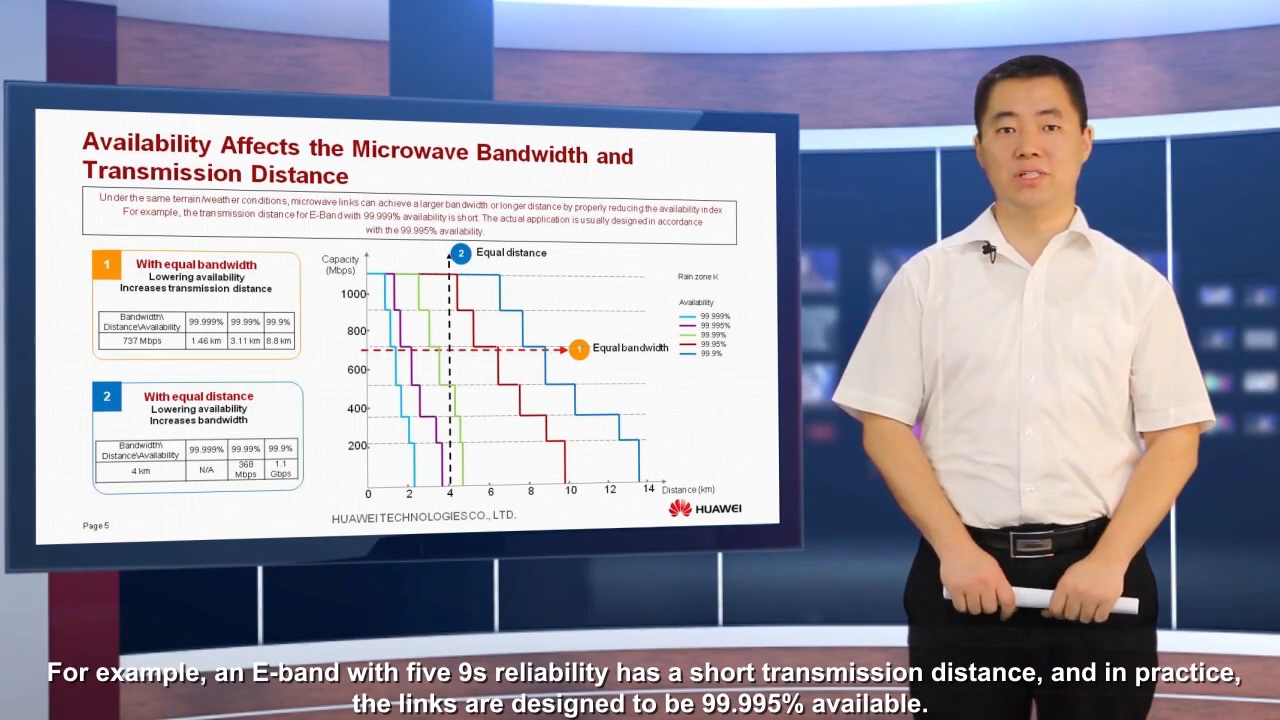 Availability Affects the Microwave Bandwidth and
Transmission Distance
Under the same terrain/weather conditions, microwave links can achieve a larger bandwidth or longer distance by properly reducing the availability index
For example, the transmission distance for E-Band with 99.999% availability is short. The actual application is usually designed in accordance
with the 99.995% availability.
1
With equal bandwidth
Lowering availability
Increases transmission distance
Bandwidth\
Distance\Availability 99.999% 99.99% 99.9%
737 Mbps 1.46 km 3.11 km 8.8 km
2
With equal distance
Lowering availability
Increases bandwidth
Bandwidth\
Distance\Availability 99.999% 99.99% 99.9%
4 km N/A 368 Mbps 1.1 Gbps
Capacity
(Mbps)
2 Equal distance
1000
800
600
400
200
1 Equal bandwidth
0 2 4 6 8 10 12 14 Distance (km)
Rain zone K
Availability
99.999%
99.995%
99.99%
99.95%
99.9%
Page 5
HUAWEI TECHNOLOGIES CO., LTD.
HUAWEI
For example, an E-band with five 9s reliability has a short transmission distance, and in practice,
the links are designed to be 99.995% available.